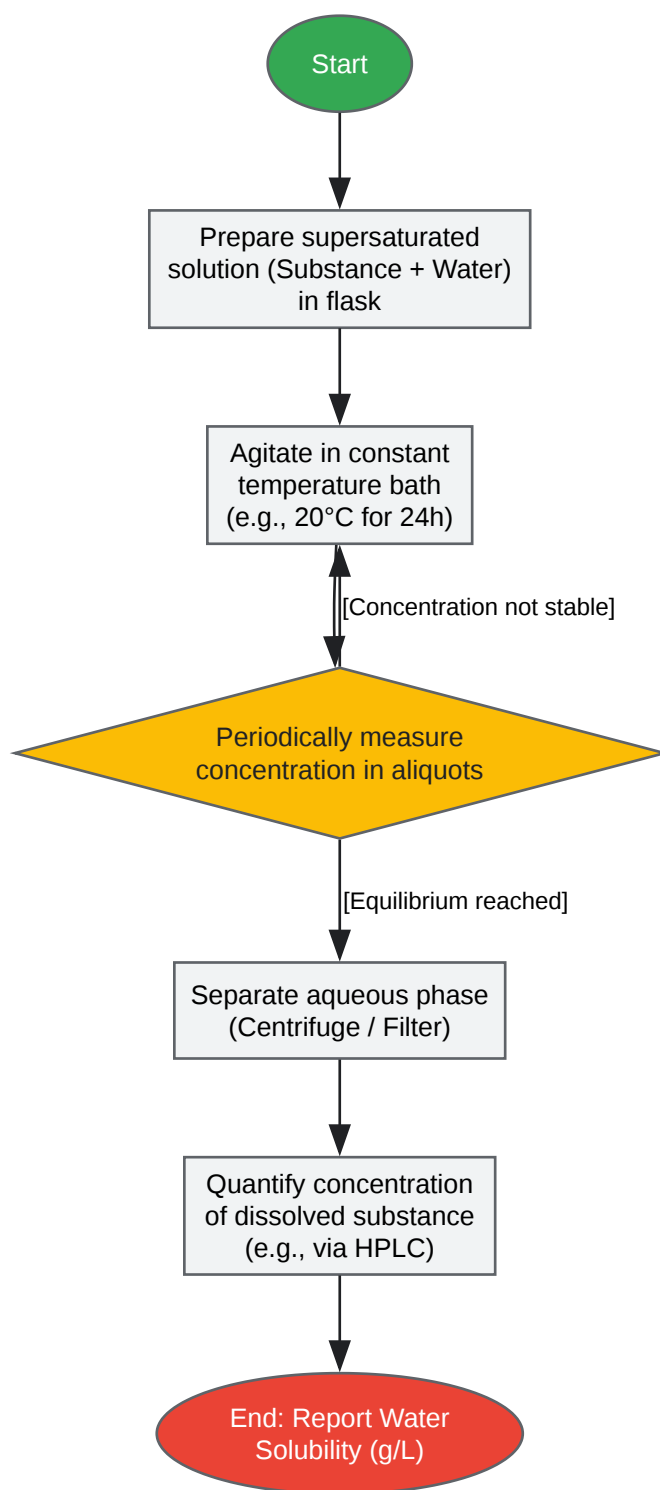 Start
Prepare supersaturated
solution (Substance + Water)
in flask
Agitate in constant
temperature bath
(e.g., 20°C for 24h)
[Concentration not stable]
Periodically measure
concentration in aliquots
[Equilibrium reached]
Separate aqueous phase
(Centrifuge / Filter)
Quantify concentration
of dissolved substance
(e.g., via HPLC)
End: Report Water
Solubility (g/L)